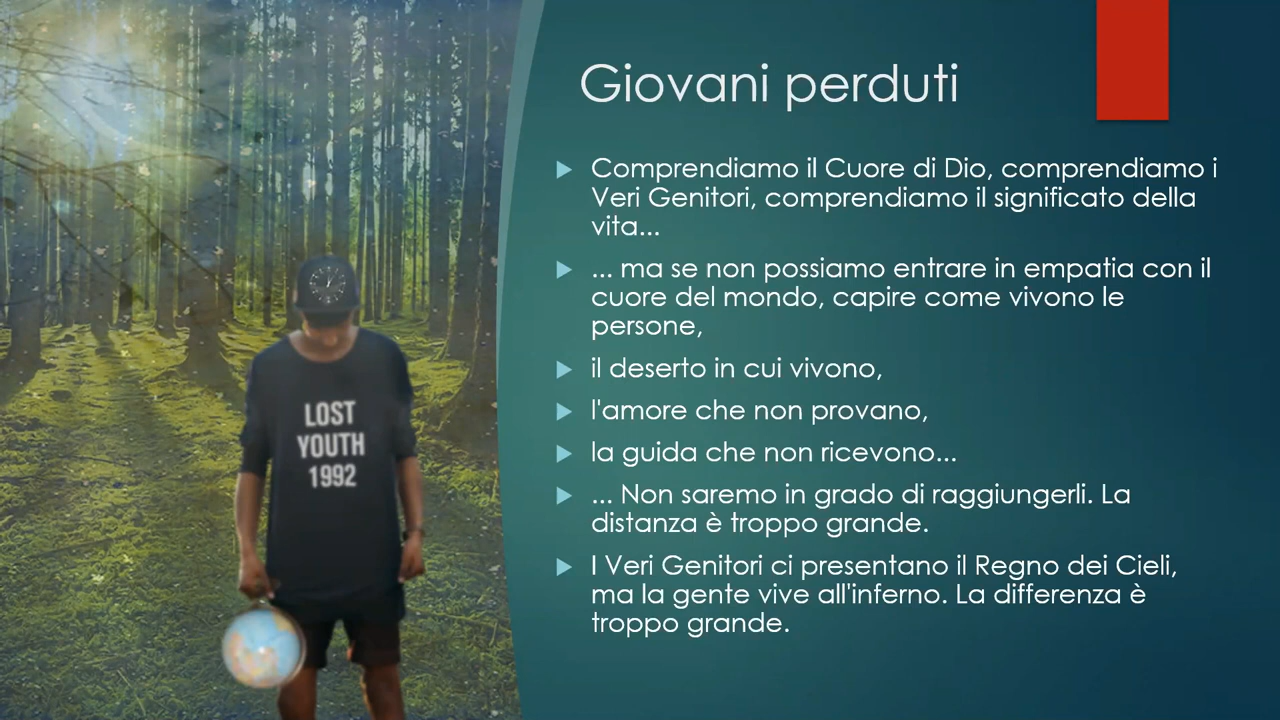 Giovani perduti
Comprendiamo il Cuore di Dio, comprendiamo i
Veri Genitori, comprendiamo il significato della
vita...
... ma se non possiamo entrare in empatia con il
cuore del mondo, capire come vivono le
persone,
il deserto in cui vivono,
l'amore che non provano,
la guida che non ricevono...
... Non saremo in grado di raggiungerli. La
distanza è troppo grande.
I Veri Genitori ci presentano il Regno dei Cieli,
ma la gente vive all'inferno. La differenza è
troppo grande.
LOST
YOUTH
1992